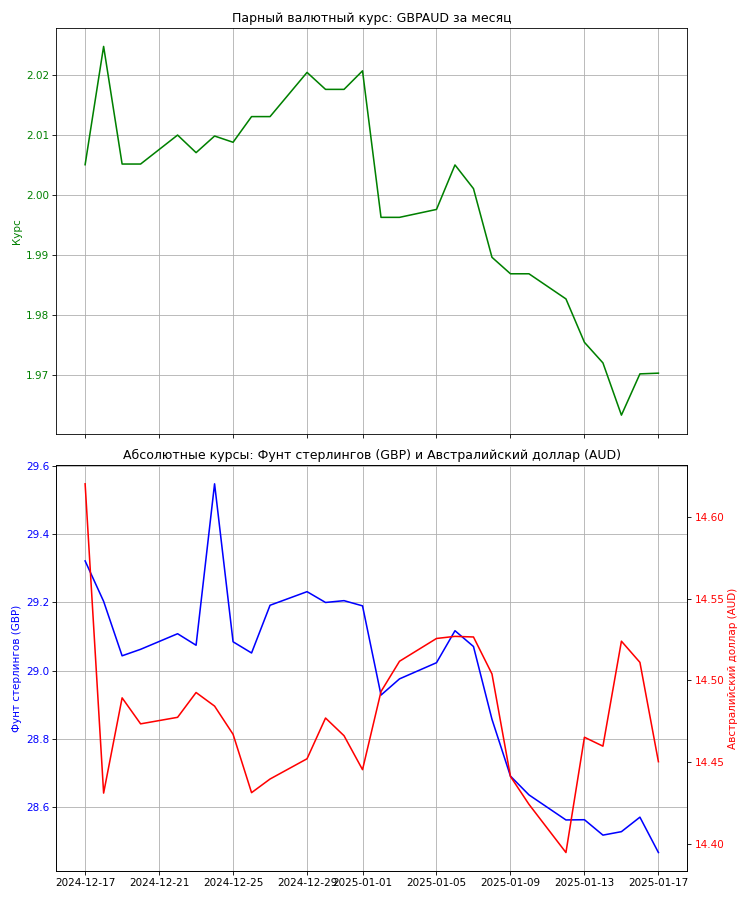 Парный валютный курс: GBPAUD за месяц
2.02
2.01
2.00
1.99
1.98
1.97
Курс
Абсолютные курсы: Фунт стерлингов (GBP) и Австралийский доллар (AUD)
29.6
29.4
29.2
29.0
28.8
28.6
Фунт стерлингов (GBP)
14.60
14.55
14.50
14.45
14.40
Австралийский доллар (AUD)
2024-12-17 2024-12-21 2024-12-25 2024-12-29 2025-01-01 2025-01-05 2025-01-09 2025-01-13 2025-01-17